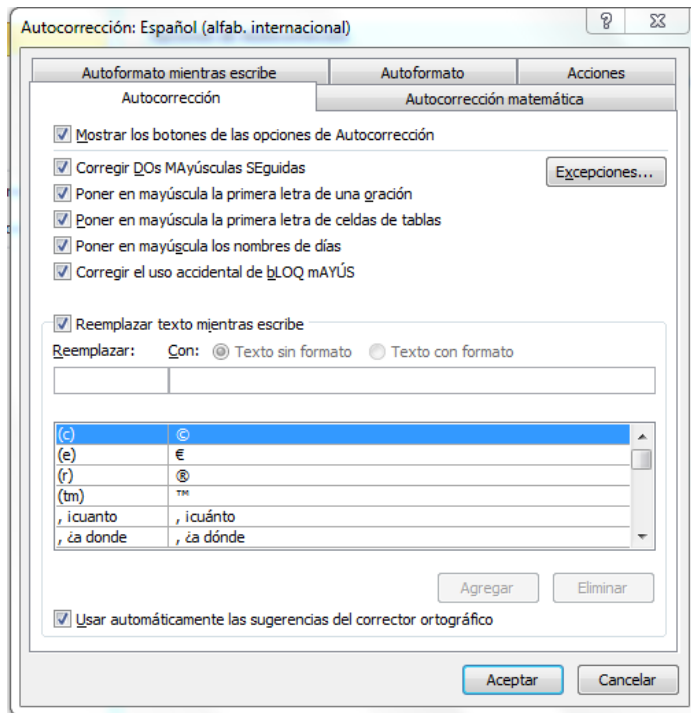 Autocorrección: Español (alfab. internacional)
Autoformato mientras escribe Autoformato Acciones
Autocorrección Autocorrección matemática
Mostrar los botones de las opciones de Autocorrección
Corregir DOs MAyúsculas SEguidas Excepciones...
Poner en mayúscula la primera letra de una oración
Poner en mayúscula la primera letra de celdas de tablas
Poner en mayúscula los nombres de días
Corregir el uso accidental de bLOQ mAYÚS
Reemplazar texto mientras escribe
Reemplazar: Con: Texto sin formato Texto con formato
(c) ©
(e) €
(r) ®
(tm) ™
, icuanto , icuánto
, ¿a donde , ¿a dónde
Agregar Eliminar
Usar automáticamente las sugerencias del corrector ortográfico
Aceptar Cancelar